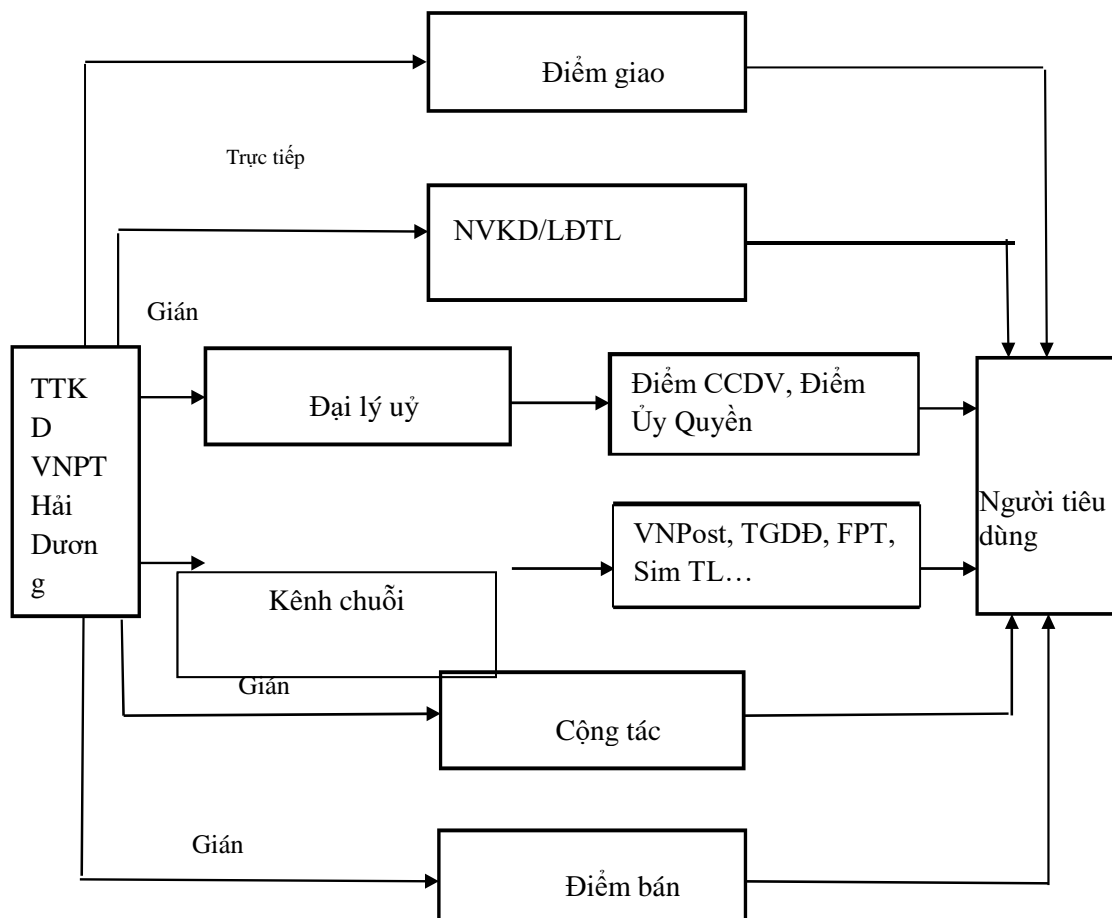 Điểm giao
Trực tiếp
NVKD/LĐTL
Gián
TTK
D
VNPT
Hải
Dươn
g
Đại lý uỷ
Điểm CCDV, Điểm
Ủy Quyền
Người tiêu
dùng
VNPost, TGDĐ, FPT,
Sim TL…
Kênh chuỗi
Gián
Cộng tác
Gián
Điểm bán